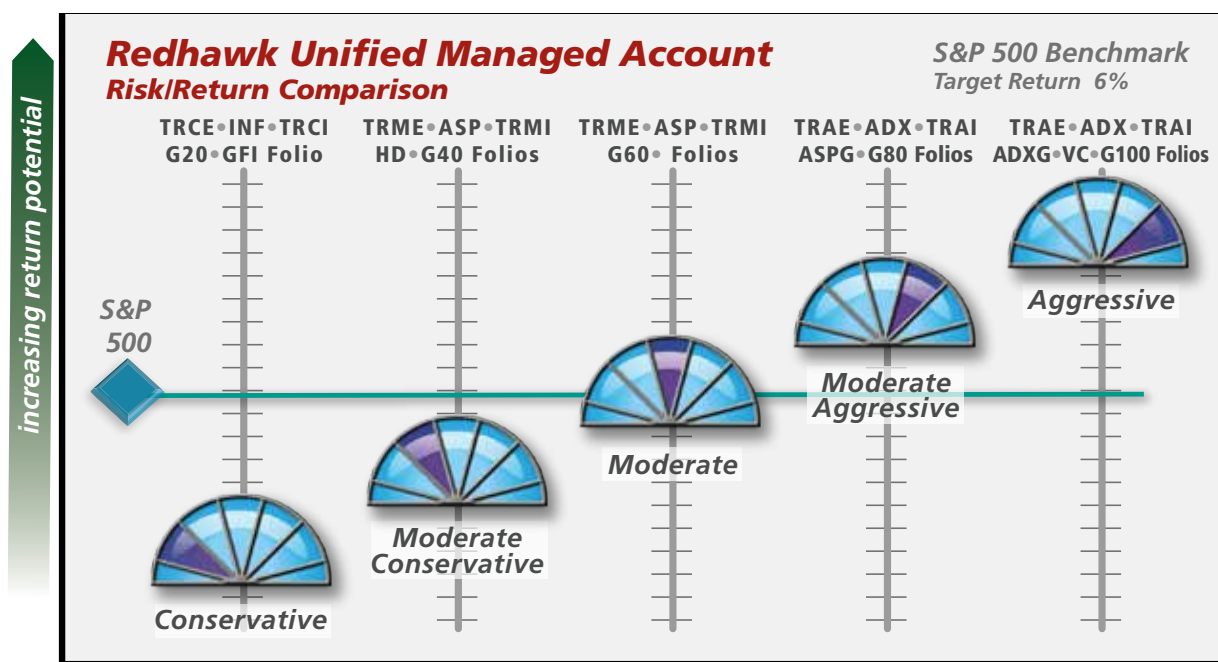 Redhawk Unified Managed Account
Risk/Return Comparison
S&P 500 Benchmark
Target Return 6%
TRCE•INF•TRCI
G20•GFI Folio
TRME•ASP•TRMI
HD•G40 Folios
TRME•ASP•TRMI
G60• Folios
TRAE•ADX•TRAI
ASPG•G80 Folios
TRAE•ADX•TRAI
ADXG•VC•G100 Folios
increasing return potential
S&P
500
Aggressive
Moderate
Aggressive
Moderate
Moderate
Conservative
Conservative